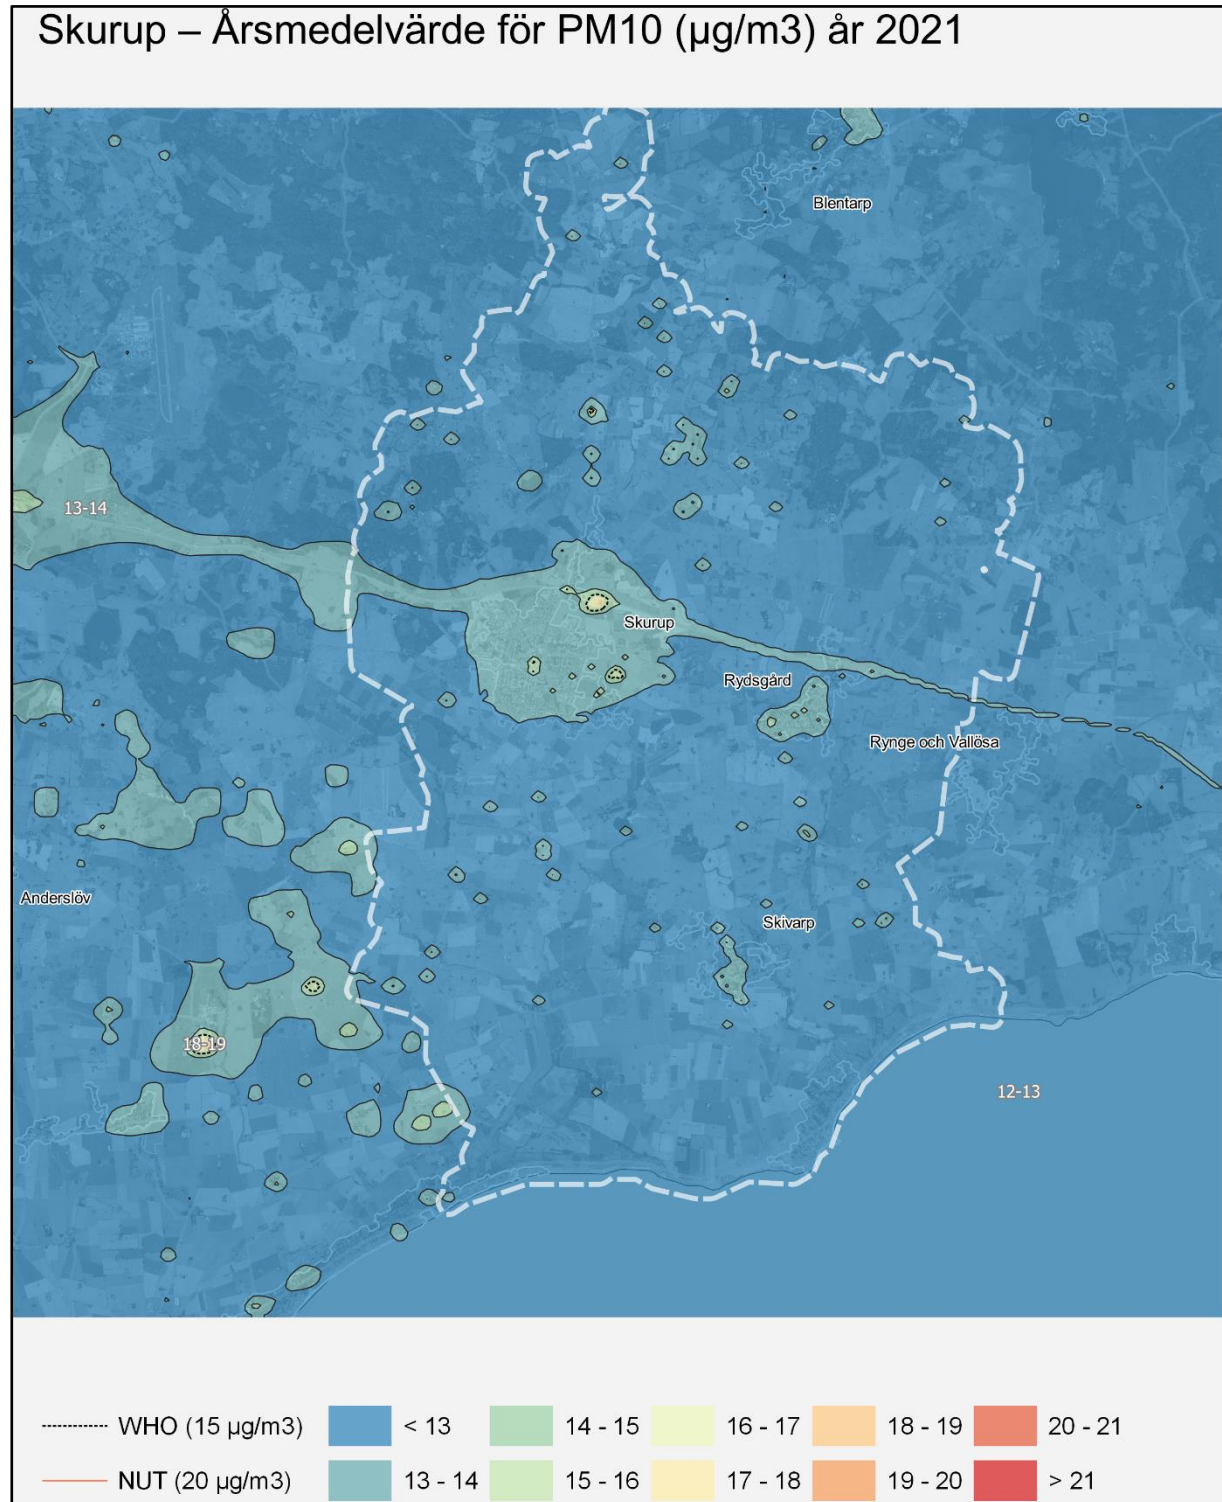 Skurup – Årsmedelvärde för PM10 (µg/m3) år 2021
Blentarp
13-14
Skurup
Rydsgård
Rynge och Vallösa
Anderslöv
Skivarp
18-19
12-13
WHO (15 µg/m3) < 13 14 - 15 16 - 17 18 - 19 20 - 21
NUT (20 µg/m3) 13 - 14 15 - 16 17 - 18 19 - 20 > 21